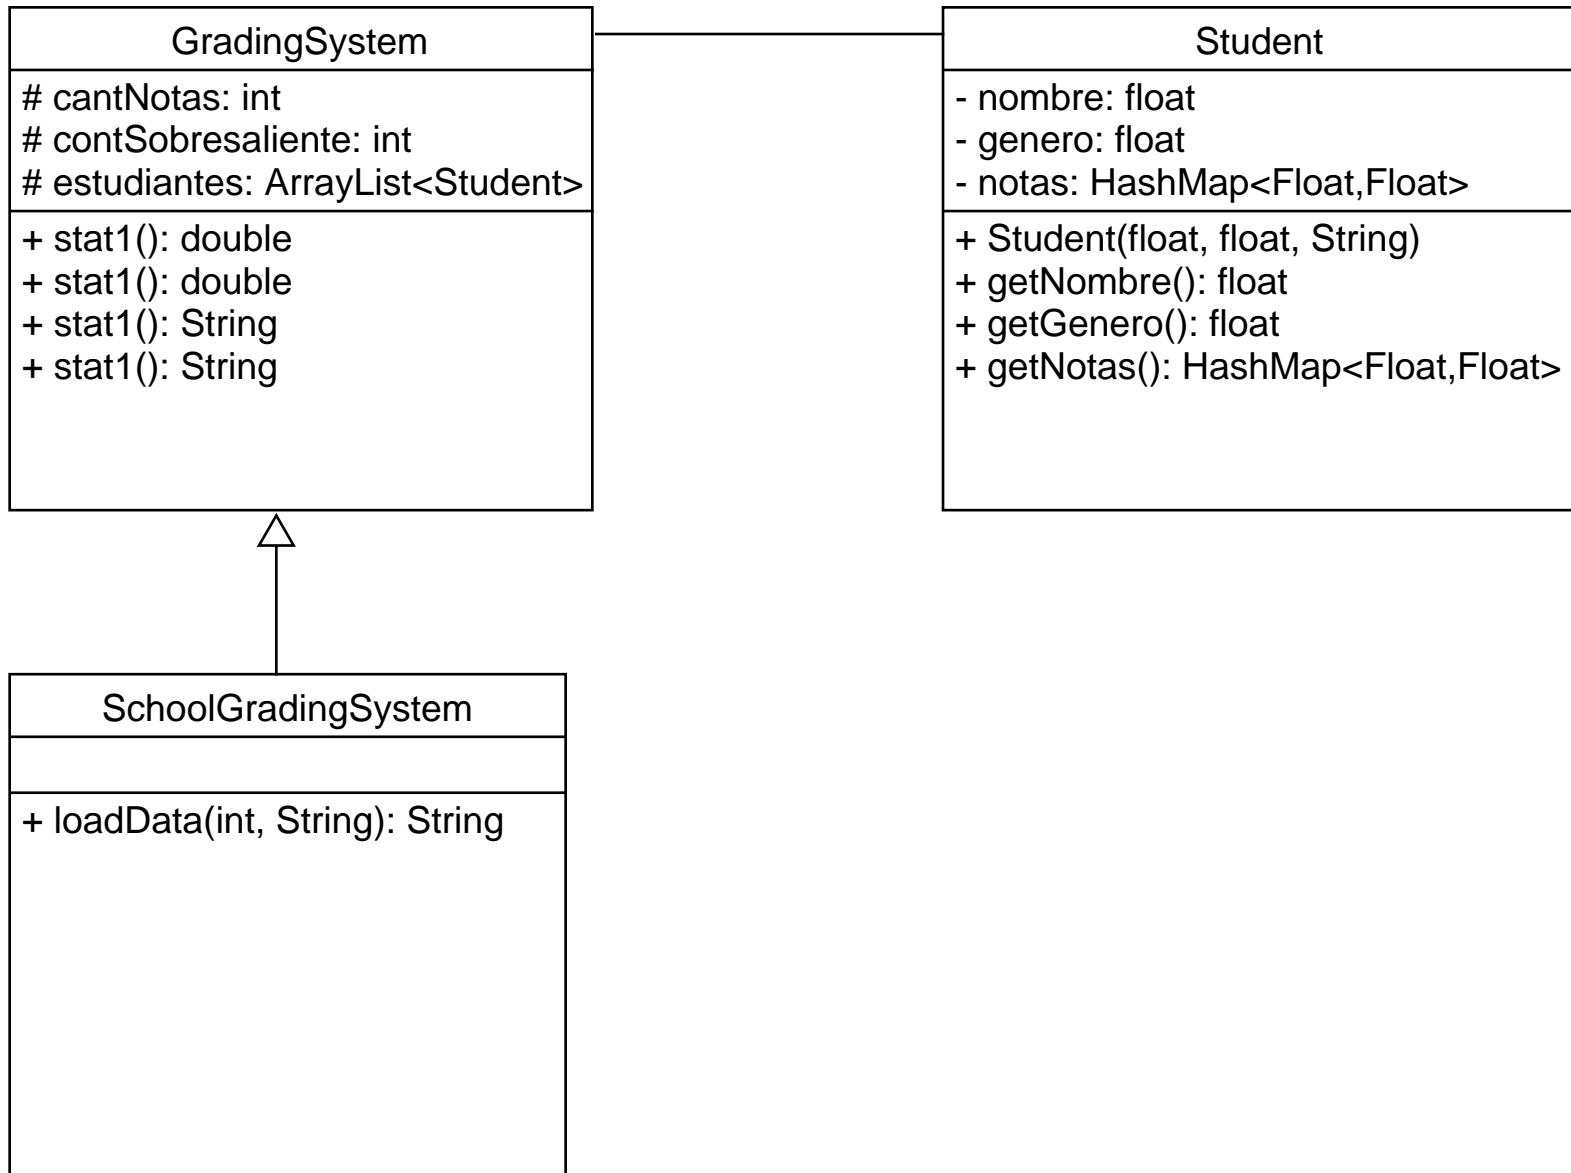 GradingSystem
# cantNotas: int
# contSobresaliente: int
# estudiantes: ArrayList<Student>
+ stat1(): double
+ stat1(): double
+ stat1(): String
+ stat1(): String
Student
- nombre: float
- genero: float
- notas: HashMap<Float,Float>
+ Student(float, float, String)
+ getNombre(): float
+ getGenero(): float
+ getNotas(): HashMap<Float,Float>
SchoolGradingSystem
+ loadData(int, String): String